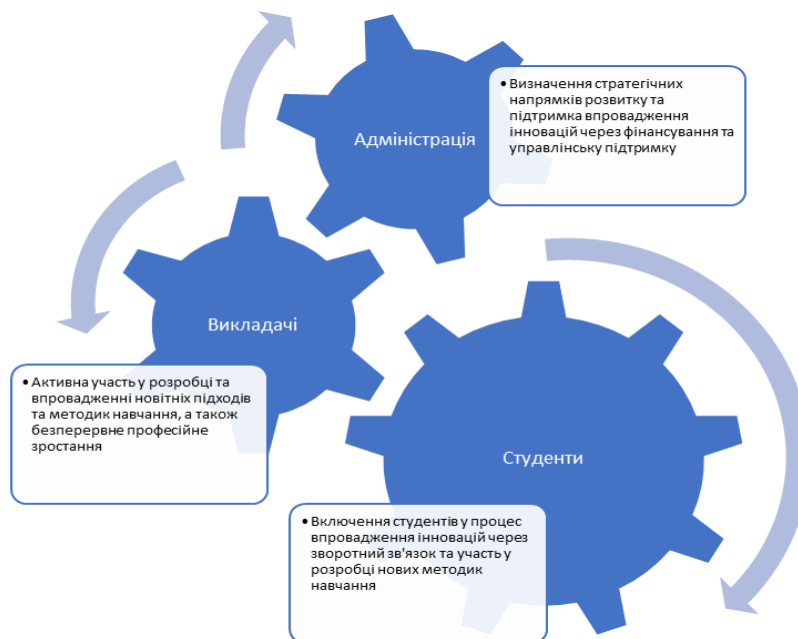 Адміністрація
• Визначення стратегічних
напрямків розвитку та
підтримка впровадження
інновацій через фінансування та
управлінську підтримку
Викладачі
• Активна участь у розробці та
впровадженні новітніх підходів
та методик навчання, а також
безперервне професійне
зростання
Студенти
• Включення студентів у процес
впровадження інновацій через
зворотний зв'язок та участь у
розробці нових методик
навчання